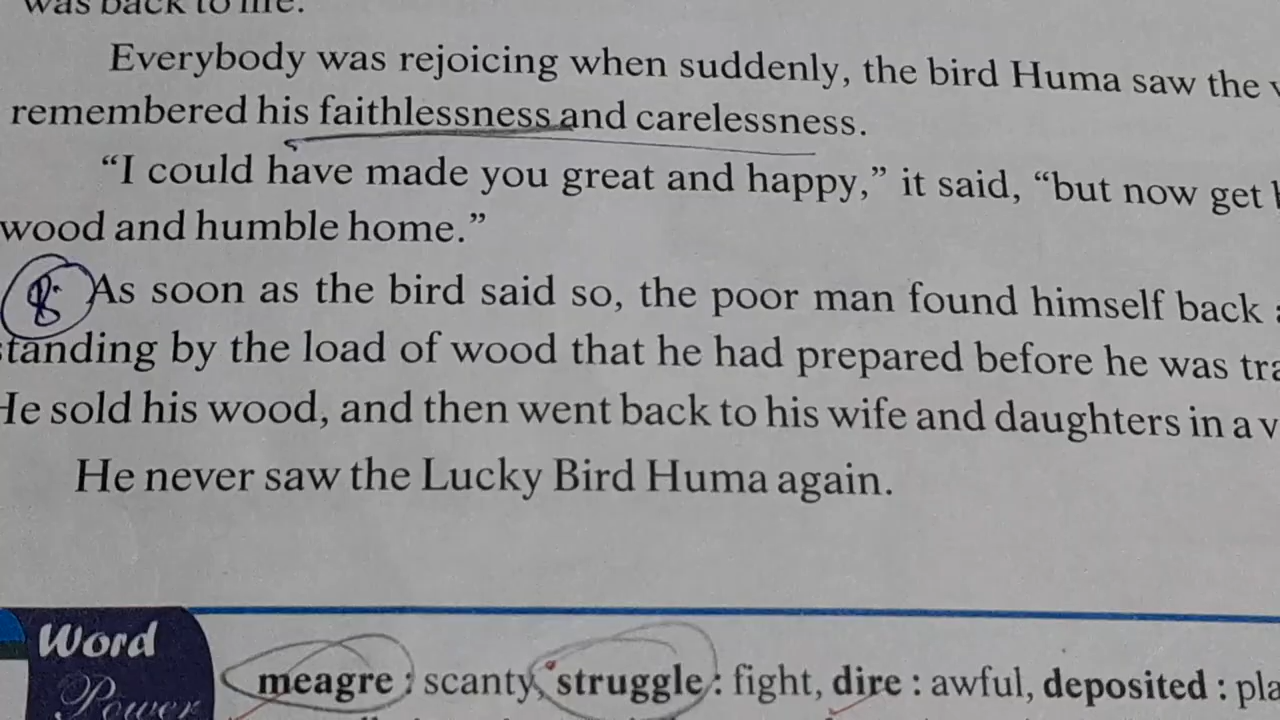 was back to me.
Everybody was rejoicing when suddenly, the bird Huma saw the
remembered his faithlessness and carelessness.
“I could have made you great and happy,” it said, “but now get
wood and humble home.”
8. As soon as the bird said so, the poor man found himself back
standing by the load of wood that he had prepared before he was
He sold his wood, and then went back to his wife and daughters in a
He never saw the Lucky Bird Huma again.
Word
Power
meagre : scanty, struggle : fight, dire : awful, deposited :